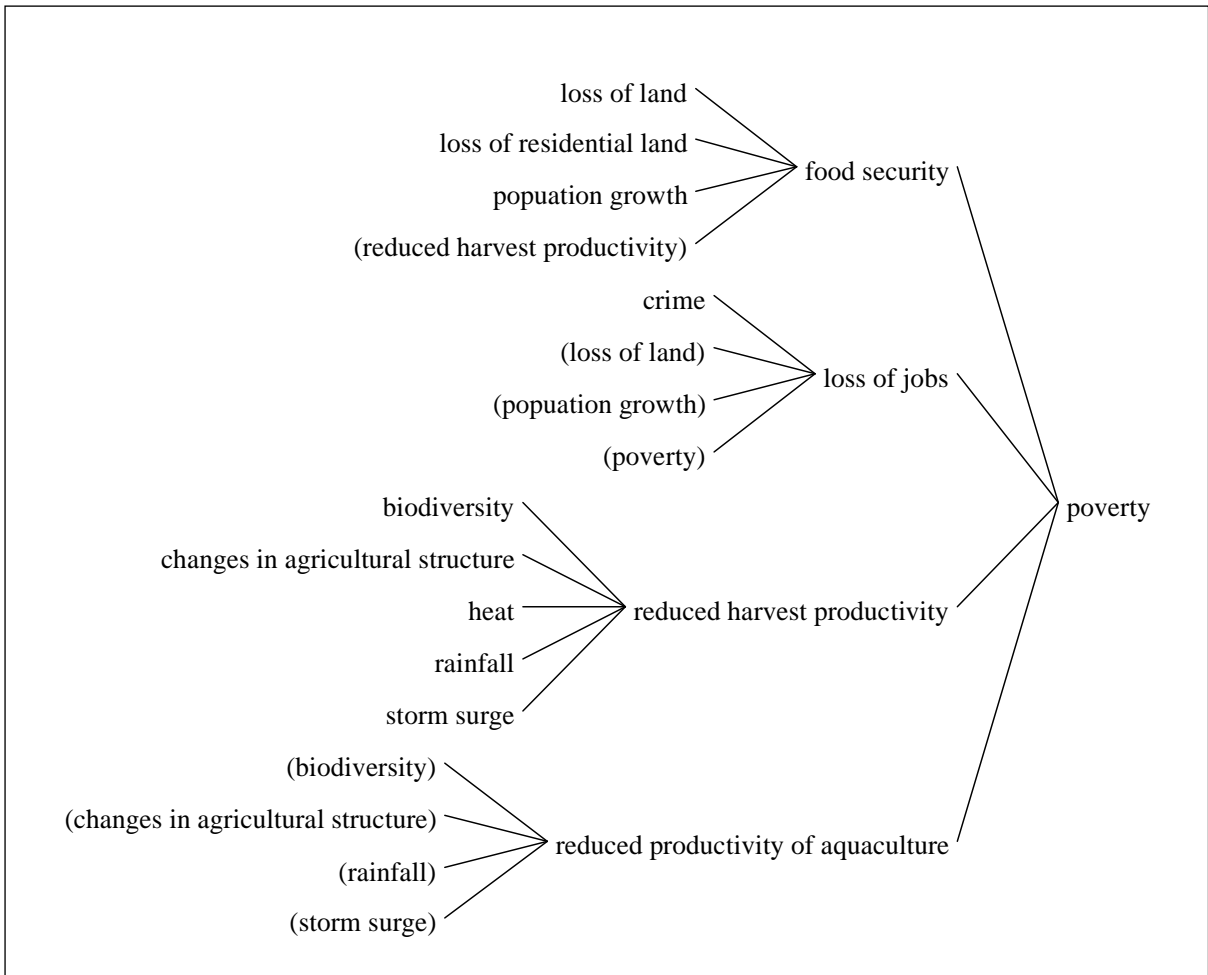 loss of land
loss of residential land
popuation growth
(reduced harvest productivity)
food security
crime
(loss of land)
(popuation growth)
(poverty)
loss of jobs
biodiversity
changes in agricultural structure
heat
rainfall
storm surge
reduced harvest productivity
(biodiversity)
(changes in agricultural structure)
(rainfall)
(storm surge)
reduced productivity of aquaculture
poverty